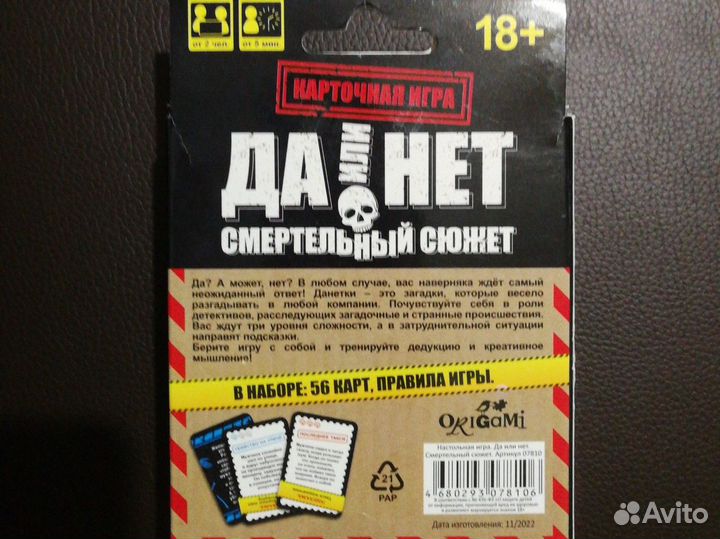 от 2 чел
от 5 мин
18+
КАРТОЧНАЯ ИГРА
ДА ИЛИ НЕТ
СМЕРТЕЛЬНЫЙ СЮЖЕТ
Да? А может, нет? В любом случае, вас наверняка ждёт самый
неожиданный ответ! Данетки – это загадки, которые весело
разгадывать в любой компании. Почувствуйте себя в роли
детективов, расследующих загадочные и странные происшествия.
Вас ждут три уровня сложности, а в затруднительной ситуации
направят подсказки.
Берите игру с собой и тренируйте дедукцию и креативное
мышление!
В НАБОРЕ: 56 КАРТ, ПРАВИЛА ИГРЫ.
ORIGAMI
ПОСЛЕДНЕЕ ТАКСИ
21
PAP
Настольная игра. Да или нет.
Смертельный сюжет. Артикул 07810
4 680293 078106
Дата изготовления: 11/2022
Avito